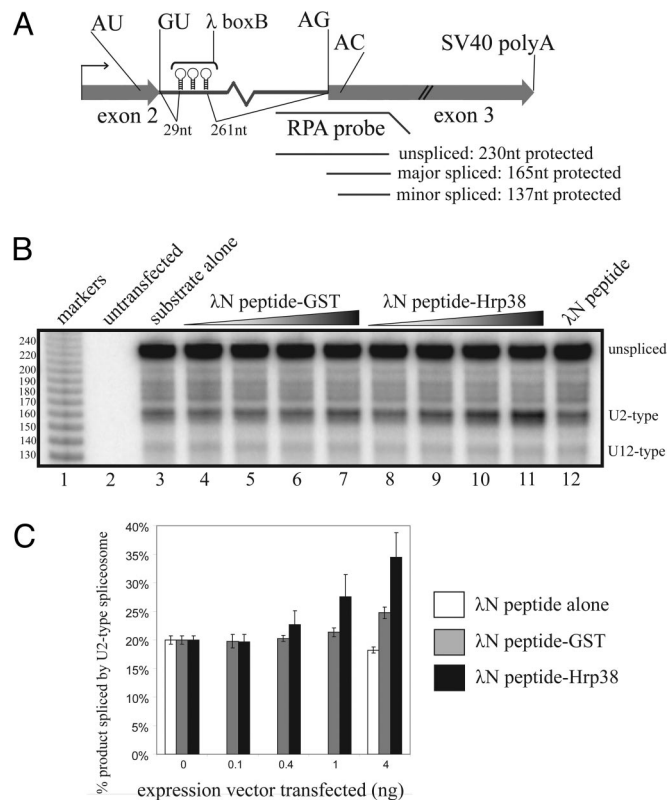 A
AU
GU
λ boxB
AG
AC
SV40 polyA
exon 2
29nt
261nt
RPA probe
exon 3
unspliced: 230nt protected
major spliced: 165nt protected
minor spliced: 137nt protected
B
markers
untransfected
substrate alone
λN peptide-GST
λN peptide-Hrp38
λN peptide
240
220
200
190
180
170
160
150
140
130
unspliced
U2-type
U12-type
1 2 3 4 5 6 7 8 9 10 11 12
C
% product spliced by U2-type spliceosome
40%
35%
30%
25%
20%
15%
10%
5%
0%
0 0.1 0.4 1 4
expression vector transfected (ng)
λN peptide alone
λN peptide-GST
λN peptide-Hrp38